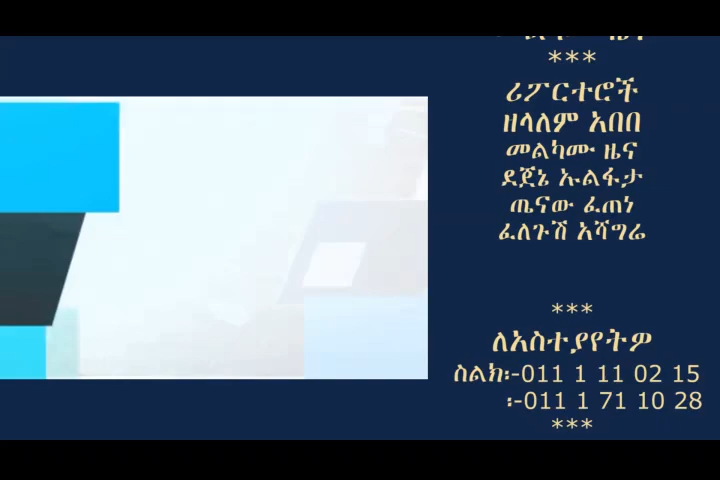 ***
ሪፖርተሮች
ዘላለም አበበ
መልካሙ ዜና
ደጀኔ ኡልፋታ
ጤናው ፈጠነ
ፈለጉሽ አሻግሬ
***
ለአስተያየትዎ
ስልክ፡-011 1 11 02 15
፡-011 1 71 10 28
***